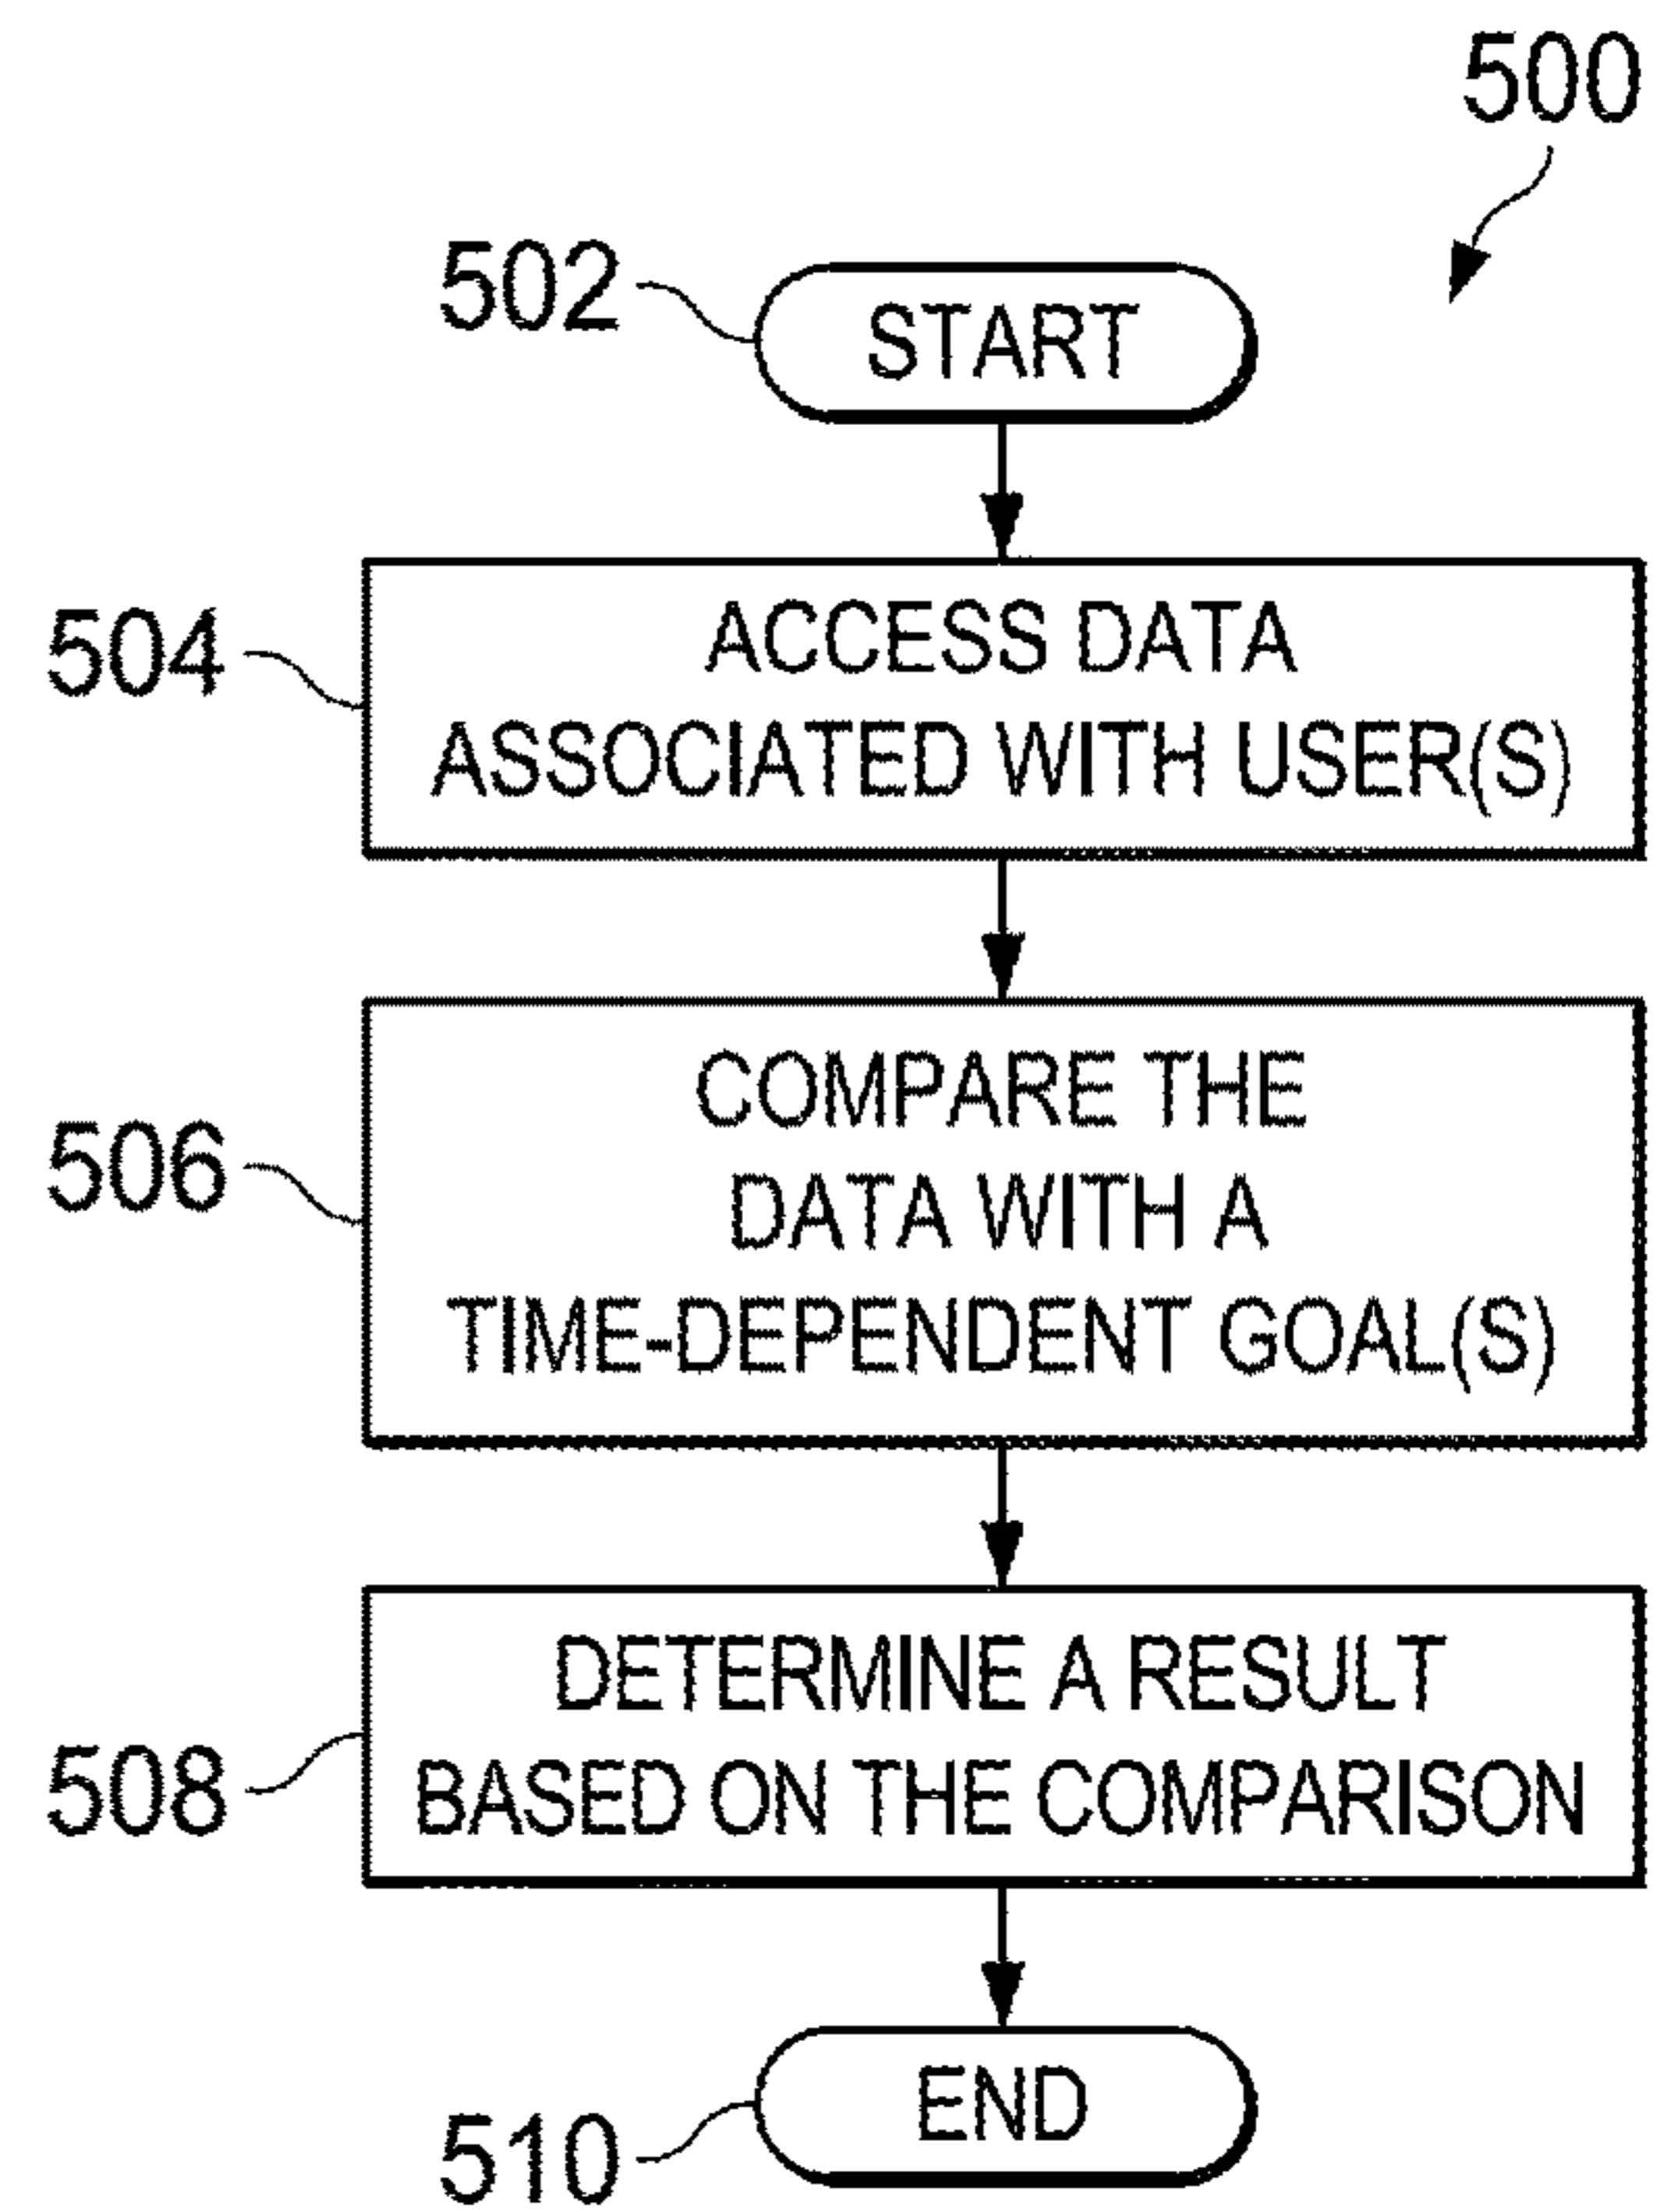 500
502
START
504
ACCESS DATA
ASSOCIATED WITH USER(S)
506
COMPARE THE
DATA WITH A
TIME-DEPENDENT GOAL(S)
508
DETERMINE A RESULT
BASED ON THE COMPARISON
510
END